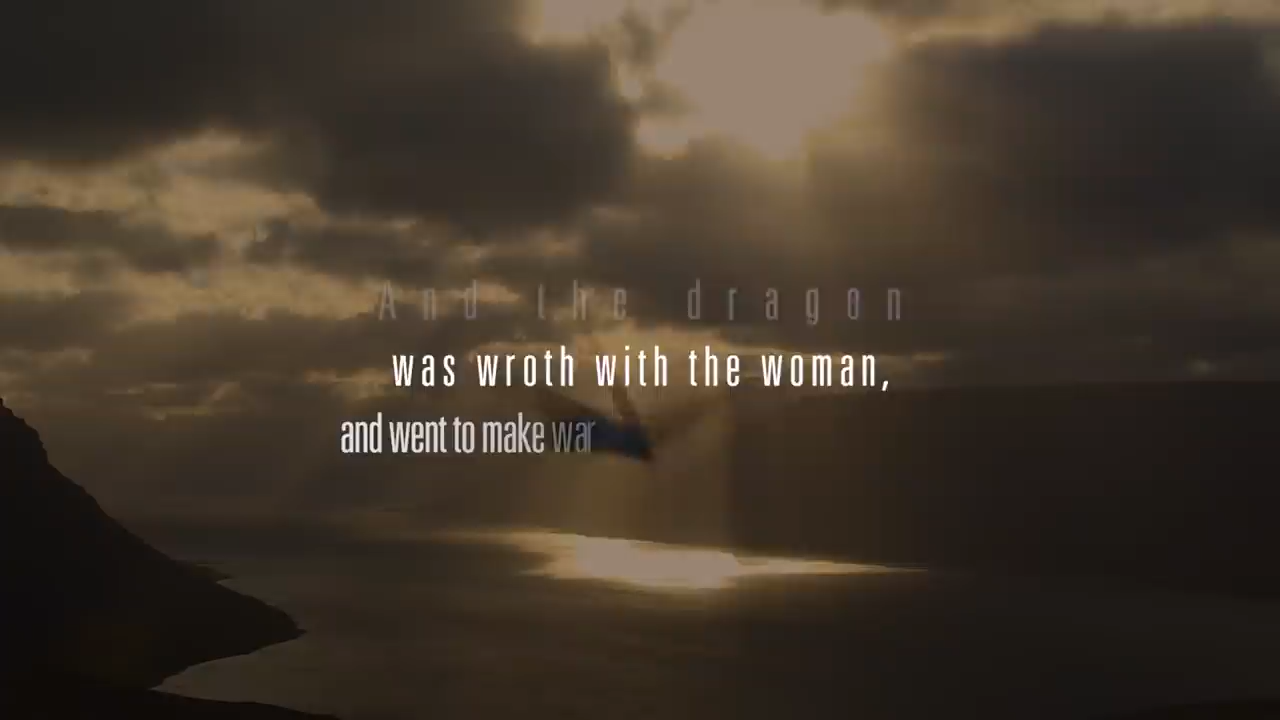 And the dragon
was wroth with the woman,
and went to make war